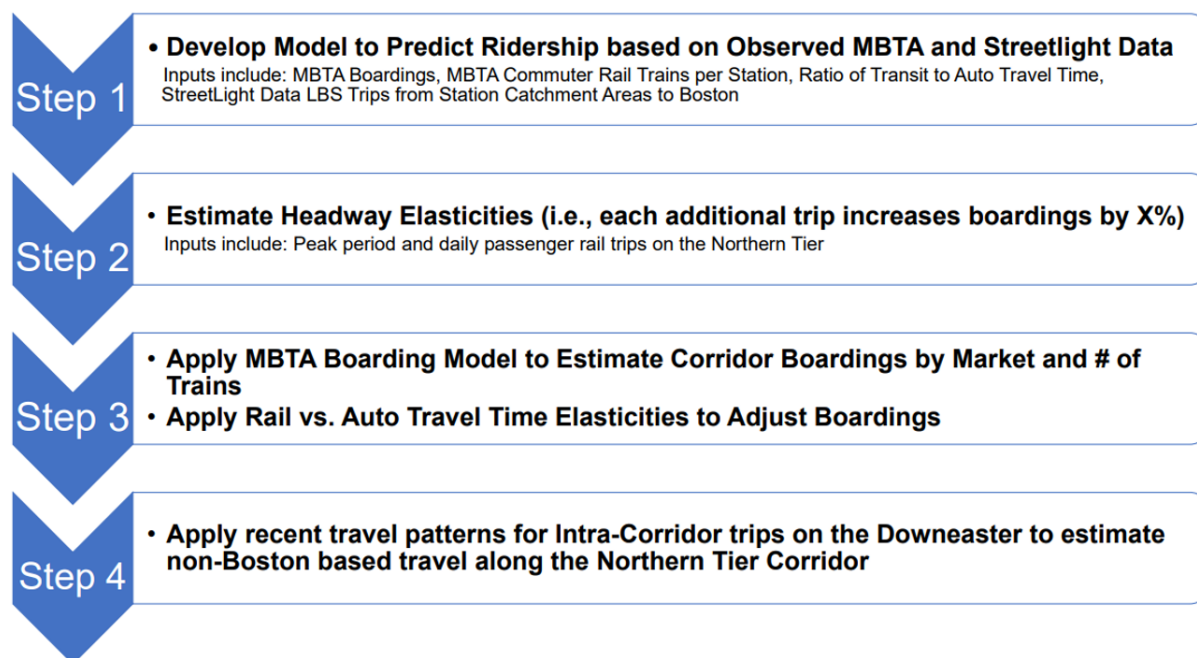 Step 1
• Develop Model to Predict Ridership based on Observed MBTA and Streetlight Data
Inputs include: MBTA Boardings, MBTA Commuter Rail Trains per Station, Ratio of Transit to Auto Travel Time,
StreetLight Data LBS Trips from Station Catchment Areas to Boston
Step 2
• Estimate Headway Elasticities (i.e., each additional trip increases boardings by X%)
Inputs include: Peak period and daily passenger rail trips on the Northern Tier
Step 3
• Apply MBTA Boarding Model to Estimate Corridor Boardings by Market and # of
Trains
• Apply Rail vs. Auto Travel Time Elasticities to Adjust Boardings
Step 4
• Apply recent travel patterns for Intra-Corridor trips on the Downeaster to estimate
non-Boston based travel along the Northern Tier Corridor